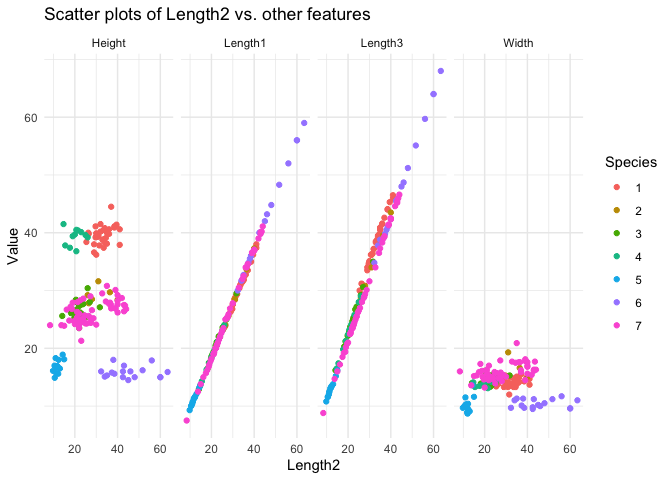 Scatter plots of Length2 vs. other features
Height Length1 Length3 Width
60
40
20
Value
20 40 60 20 40 60 20 40 60 20 40 60
Length2
Species
1
2
3
4
5
6
7